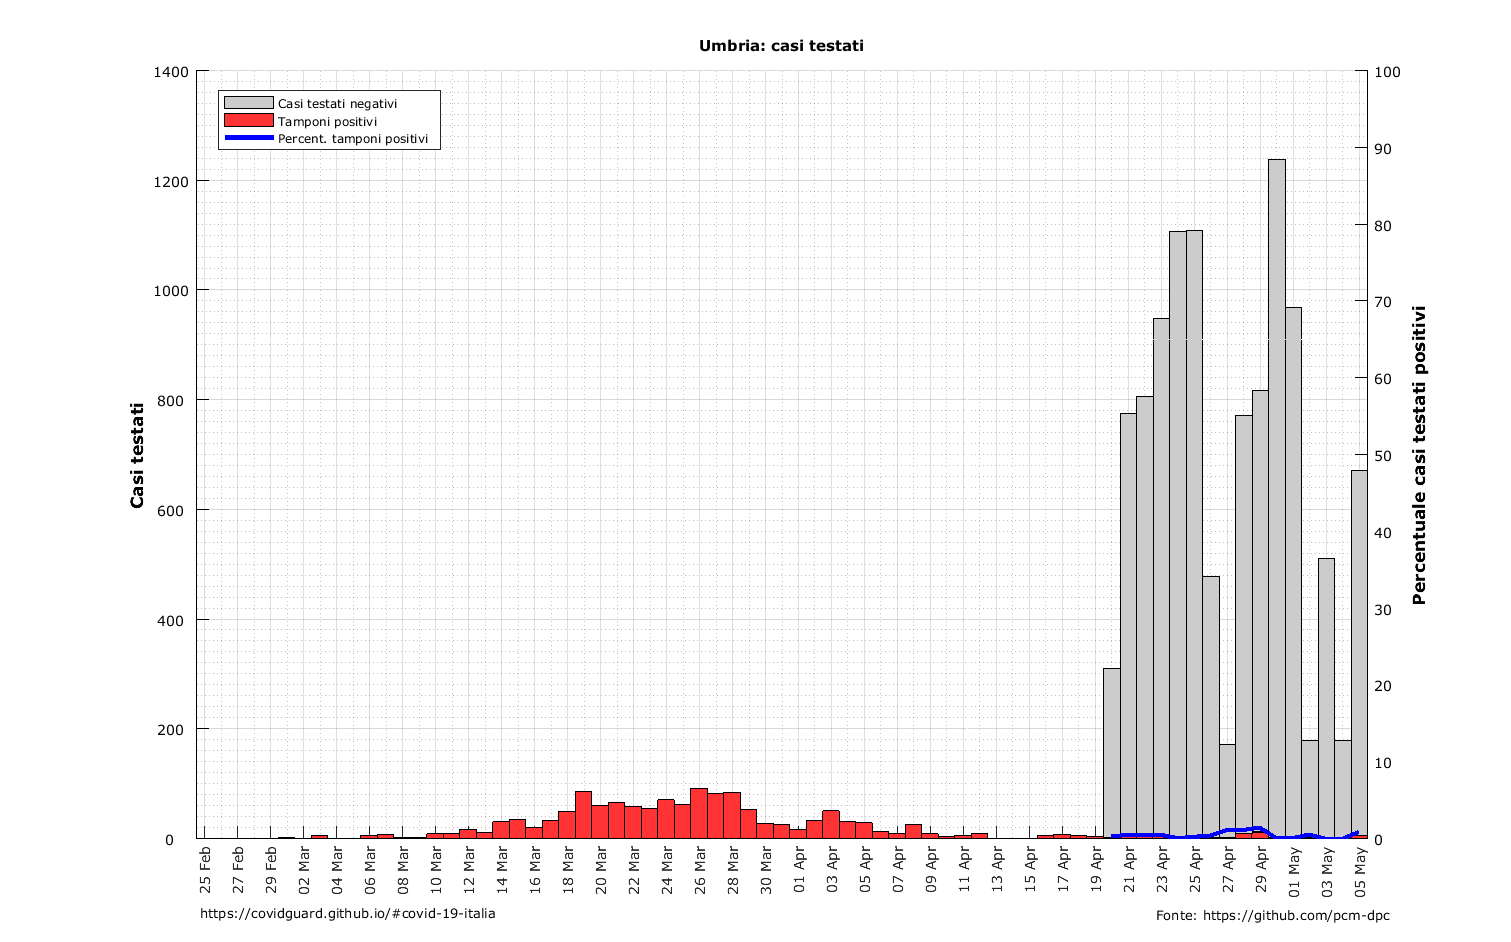 Umbria: casi testati
Casi testati negativi
Tamponi positivi
Percent. tamponi positivi
Casi testati
1400
1200
1000
800
600
400
200
0
100
90
80
70
60
50
40
30
20
10
0
Percentuale casi testati positivi
25 Feb
27 Feb
29 Feb
02 Mar
04 Mar
06 Mar
08 Mar
10 Mar
12 Mar
14 Mar
16 Mar
18 Mar
20 Mar
22 Mar
24 Mar
26 Mar
28 Mar
30 Mar
01 Apr
03 Apr
05 Apr
07 Apr
09 Apr
11 Apr
13 Apr
15 Apr
17 Apr
19 Apr
21 Apr
23 Apr
25 Apr
27 Apr
29 Apr
01 May
03 May
05 May
https://covidguard.github.io/#covid-19-italia
Fonte: https://github.com/pcm-dpc